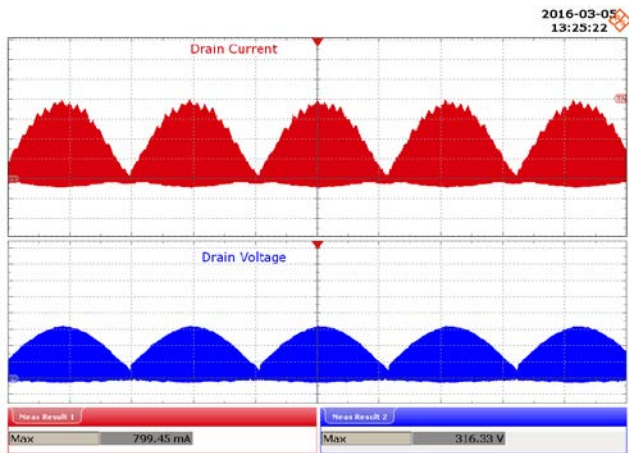 2016-03-05
13:25:22
Drain Current
Drain Voltage
Meas Result 1
Meas Result 2
Max 799.45 mA
Max 316.33 V